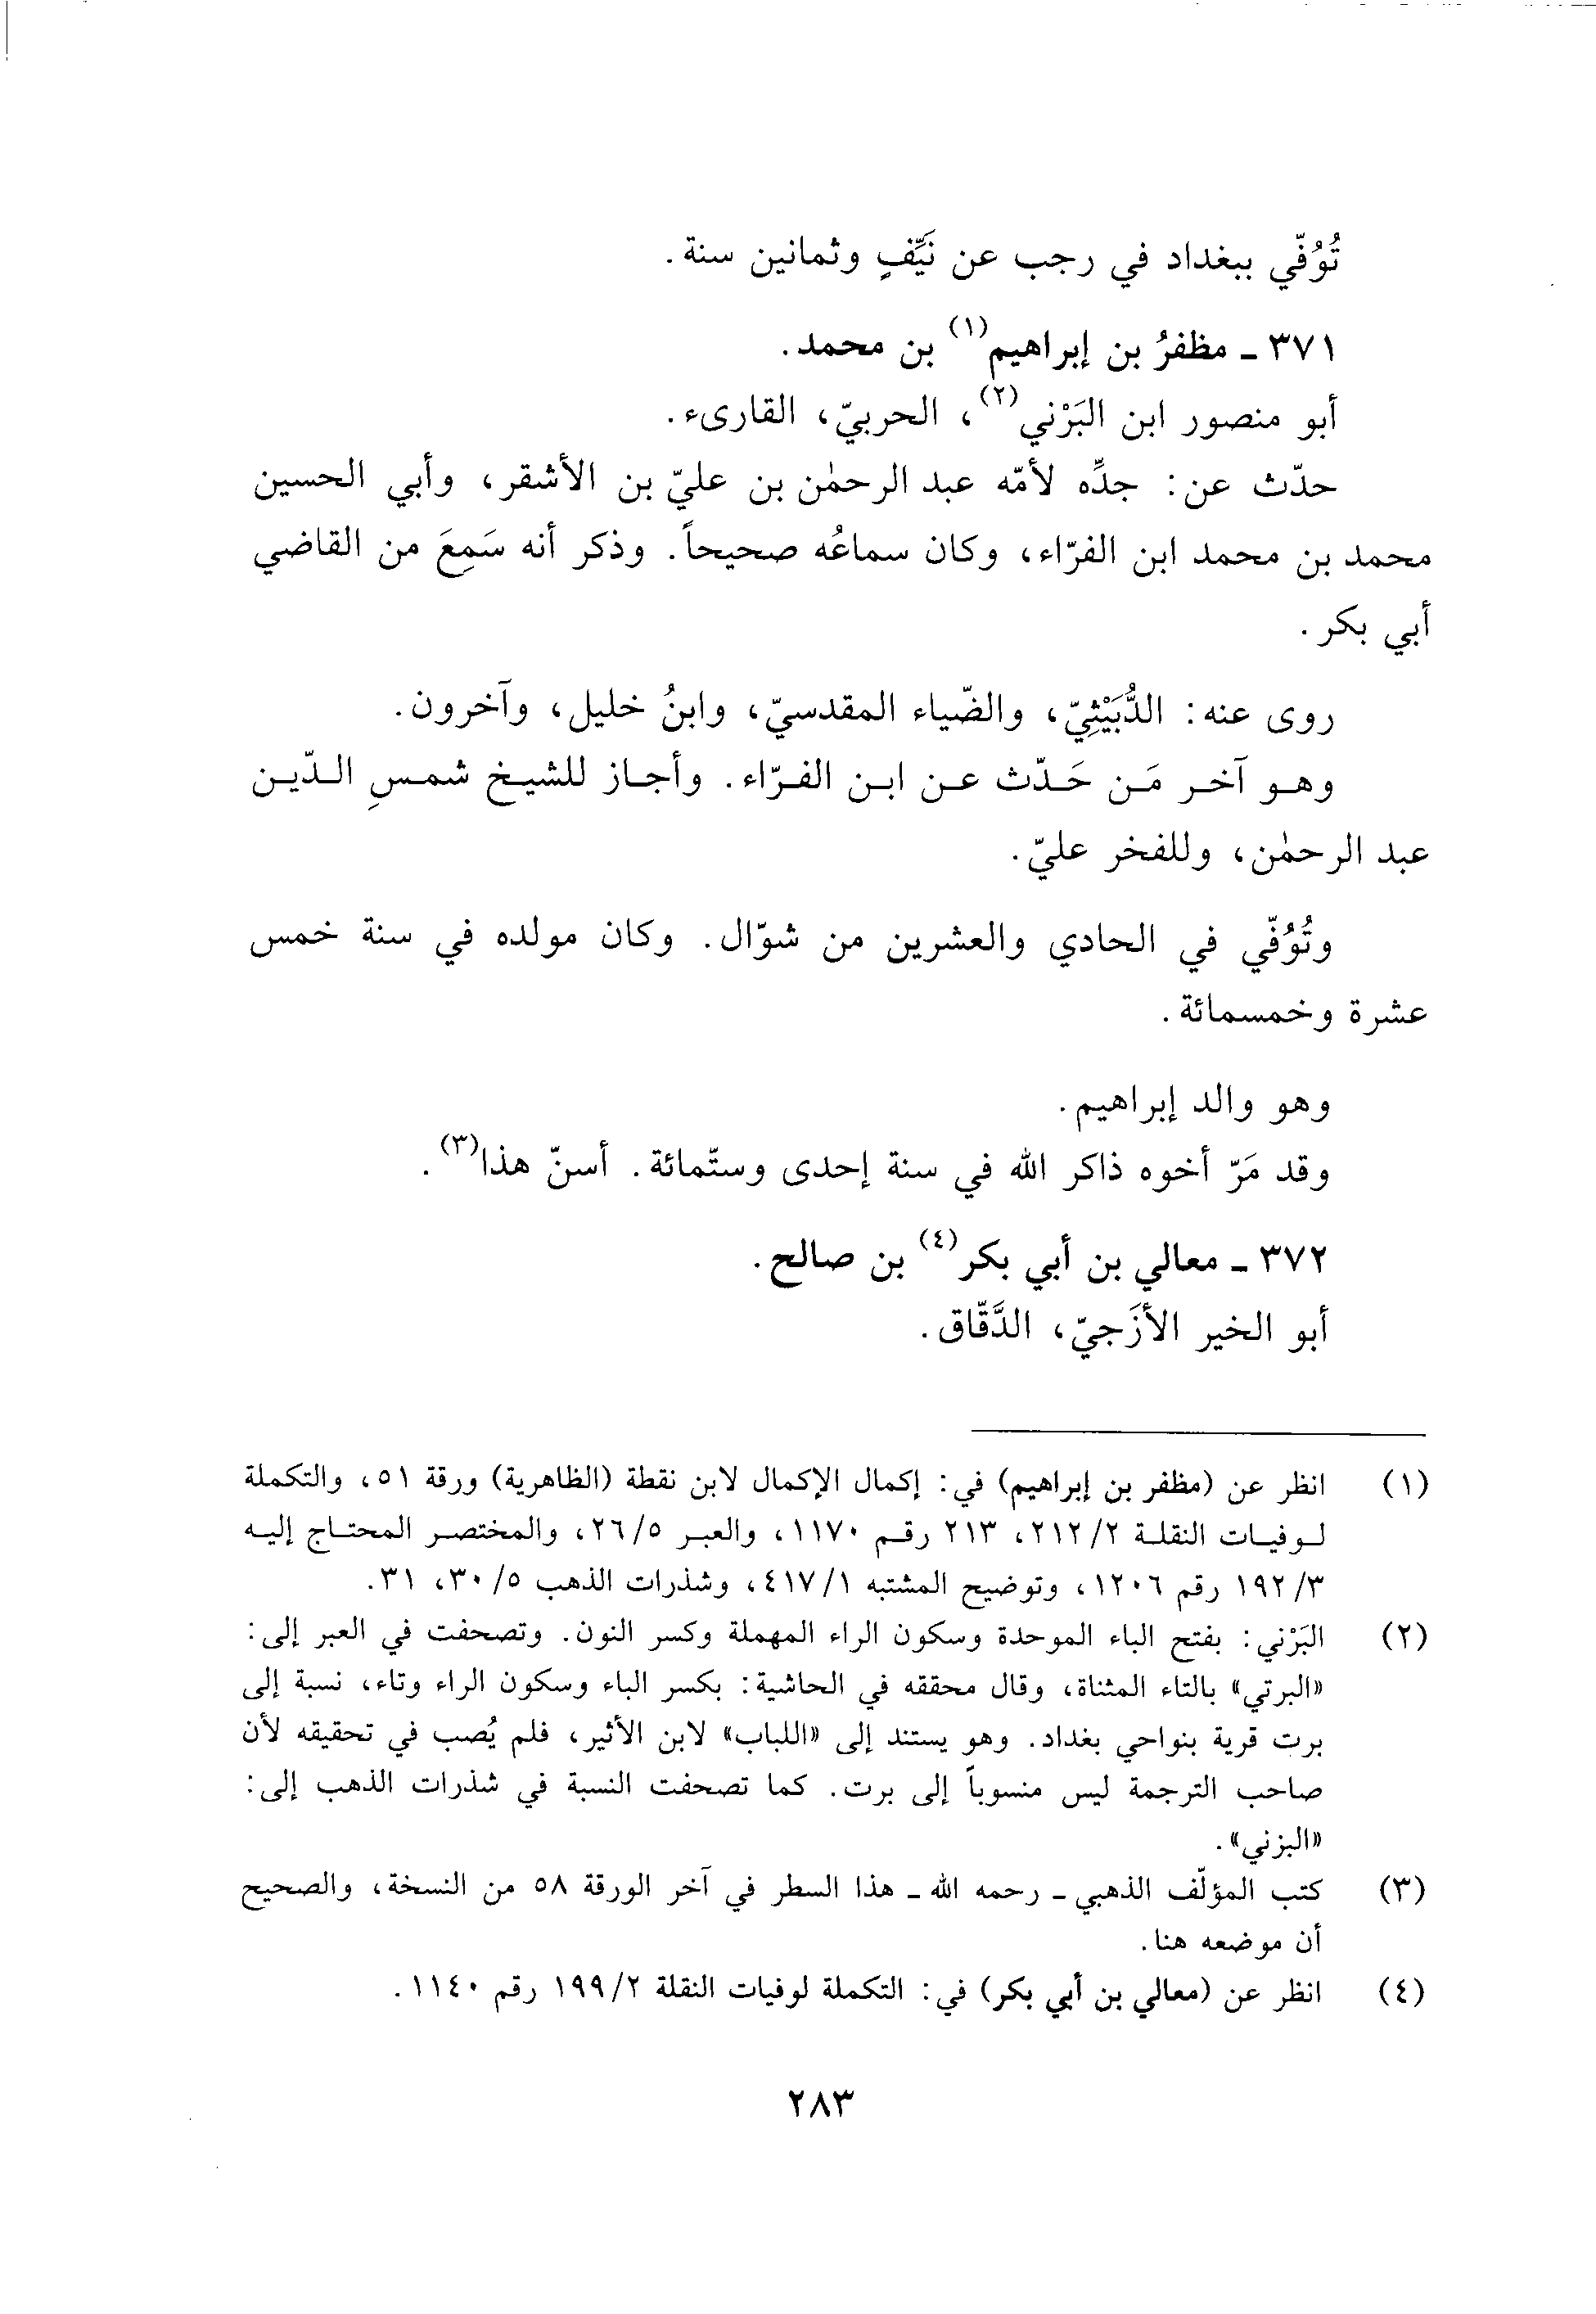 تُوُفّي ببغداد في رجب عن نَيِّفٍ وثمانين سنة.
٣٧١ ـ مظفرُ بن إبراهيم(١) بن محمد.
أبو منصور ابن البَرْني(٢)، الحربيّ، القارىء.
حدّث عن: جدِّه لأمّه عبد الرحمٰن بن عليّ بن الأشقر، وأبي الحسين
محمد بن محمد ابن الفرّاء، وكان سماعُه صحيحاً. وذكر أنه سَمِعَ من القاضي
أبي بكر.
روى عنه: الدُّبَيْثِيّ، والضّياء المقدسيّ، وابنُ خليل، وآخرون.
وهو آخر مَن حَدّث عن ابن الفرّاء. وأجاز للشيخ شمسِ الدّين
عبد الرحمٰن، وللفخر عليّ.
وتُوُفّي في الحادي والعشرين من شوّال. وكان مولده في سنة خمس
عشرة وخمسمائة.
وهو والد إبراهيم.
وقد مَرّ أخوه ذاكر الله في سنة إحدى وستّمائة. أسنّ هذا(٣).
٣٧٢ ـ معالي بن أبي بكر(٤) بن صالح.
أبو الخير الأزَجيّ، الدَّقّاق.
(١) انظر عن (مظفر بن إبراهيم) في: إكمال الإكمال لابن نقطة (الظاهرية) ورقة ٥١، والتكملة
لوفيات النقلة ٢/ ٢١٢، ٢١٣ رقم ١١٧٠، والعبر ٥/ ٢٦، والمختصر المحتاج إليه
٣/ ١٩٢ رقم ١٢٠٦، وتوضيح المشتبه ١/ ٤١٧، وشذرات الذهب ٥/ ٣٠، ٣١.
(٢) البَرْني: بفتح الباء الموحدة وسكون الراء المهملة وكسر النون. وتصحفت في العبر إلى:
«البرتي» بالتاء المثناة، وقال محققه في الحاشية: بكسر الباء وسكون الراء وتاء، نسبة إلى
برت قرية بنواحي بغداد. وهو يستند إلى «اللباب» لابن الأثير، فلم يُصب في تحقيقه لأن
صاحب الترجمة ليس منسوباً إلى برت. كما تصحفت النسبة في شذرات الذهب إلى:
«البزني».
(٣) كتب المؤلّف الذهبي ـ رحمه الله ـ هذا السطر في آخر الورقة ٥٨ من النسخة، والصحيح
أن موضعه هنا.
(٤) انظر عن (معالي بن أبي بكر) في: التكملة لوفيات النقلة ٢/ ١٩٩ رقم ١١٤٠.
٢٨٣